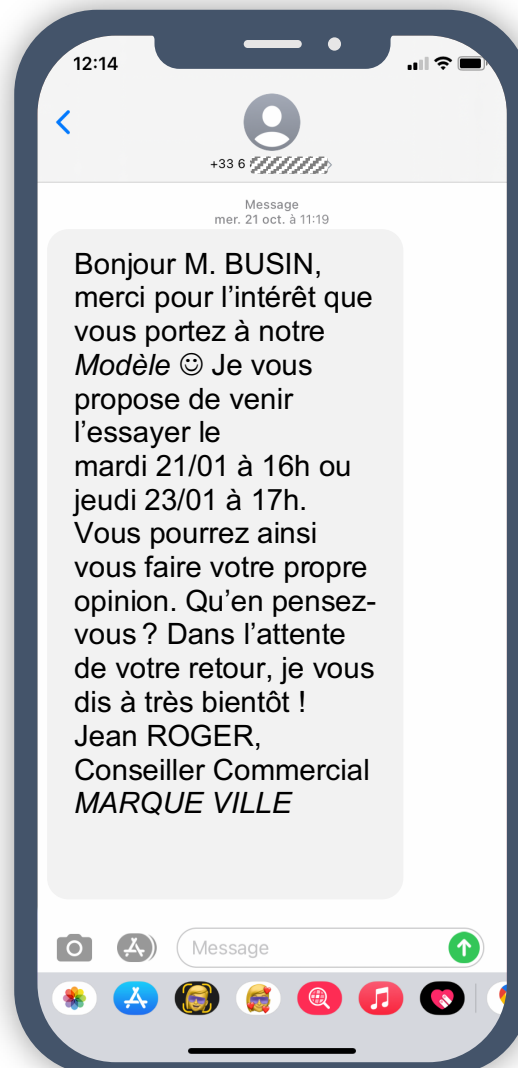 12:14
+33 6
Message
mer. 21 oct. à 11:19
Bonjour M. BUSIN,
merci pour l’intérêt que
vous portez à notre
Modèle ☺ Je vous
propose de venir
l’essayer le
mardi 21/01 à 16h ou
jeudi 23/01 à 17h.
Vous pourrez ainsi
vous faire votre propre
opinion. Qu’en pensez-
vous ? Dans l’attente
de votre retour, je vous
dis à très bientôt !
Jean ROGER,
Conseiller Commercial
MARQUE VILLE
Message